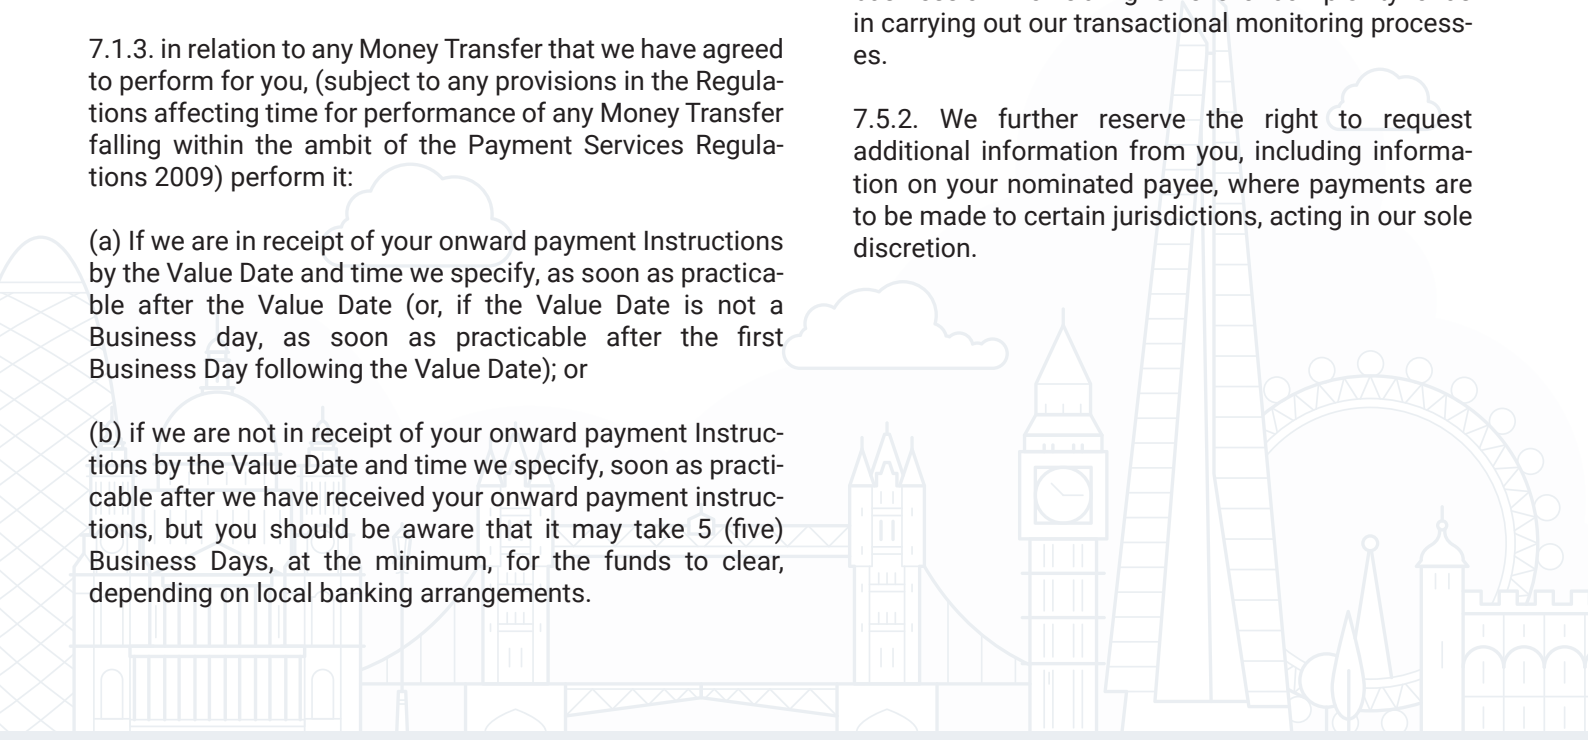 7.1.3. in relation to any Money Transfer that we have agreed
to perform for you, (subject to any provisions in the Regula-
tions affecting time for performance of any Money Transfer
falling within the ambit of the Payment Services Regula-
tions 2009) perform it:
(a) If we are in receipt of your onward payment Instructions
by the Value Date and time we specify, as soon as practica-
ble after the Value Date (or, if the Value Date is not a
Business day, as soon as practicable after the first
Business Day following the Value Date); or
(b) if we are not in receipt of your onward payment Instruc-
tions by the Value Date and time we specify, soon as practi-
cable after we have received your onward payment instruc-
tions, but you should be aware that it may take 5 (five)
Business Days, at the minimum, for the funds to clear,
depending on local banking arrangements.
in carrying out our transactional monitoring process-
es.
7.5.2. We further reserve the right to request
additional information from you, including informa-
tion on your nominated payee, where payments are
to be made to certain jurisdictions, acting in our sole
discretion.